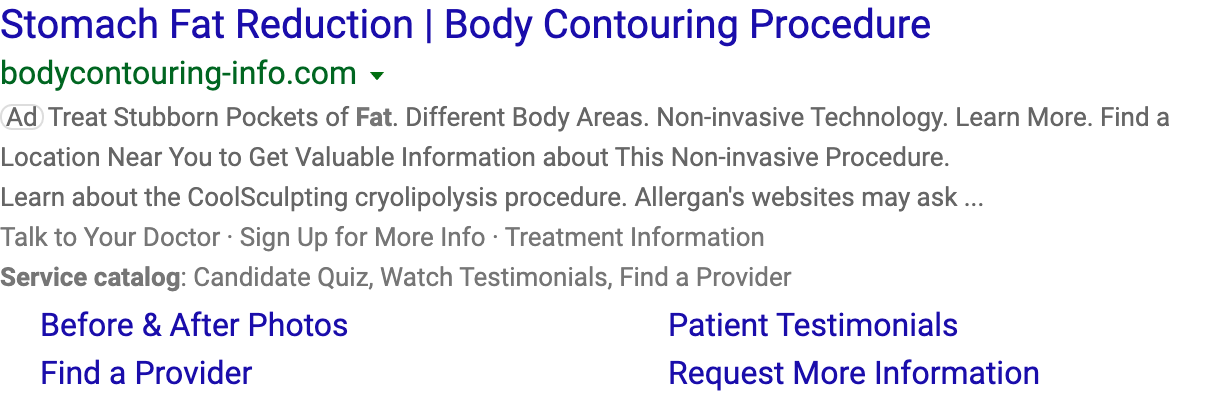 Stomach Fat Reduction | Body Contouring Procedure
bodycontouring-info.com
Ad Treat Stubborn Pockets of Fat. Different Body Areas. Non-invasive Technology. Learn More. Find a
Location Near You to Get Valuable Information about This Non-invasive Procedure.
Learn about the CoolSculpting cryolipolysis procedure. Allergan's websites may ask ...
Talk to Your Doctor · Sign Up for More Info · Treatment Information
Service catalog: Candidate Quiz, Watch Testimonials, Find a Provider
Before & After Photos
Patient Testimonials
Find a Provider
Request More Information